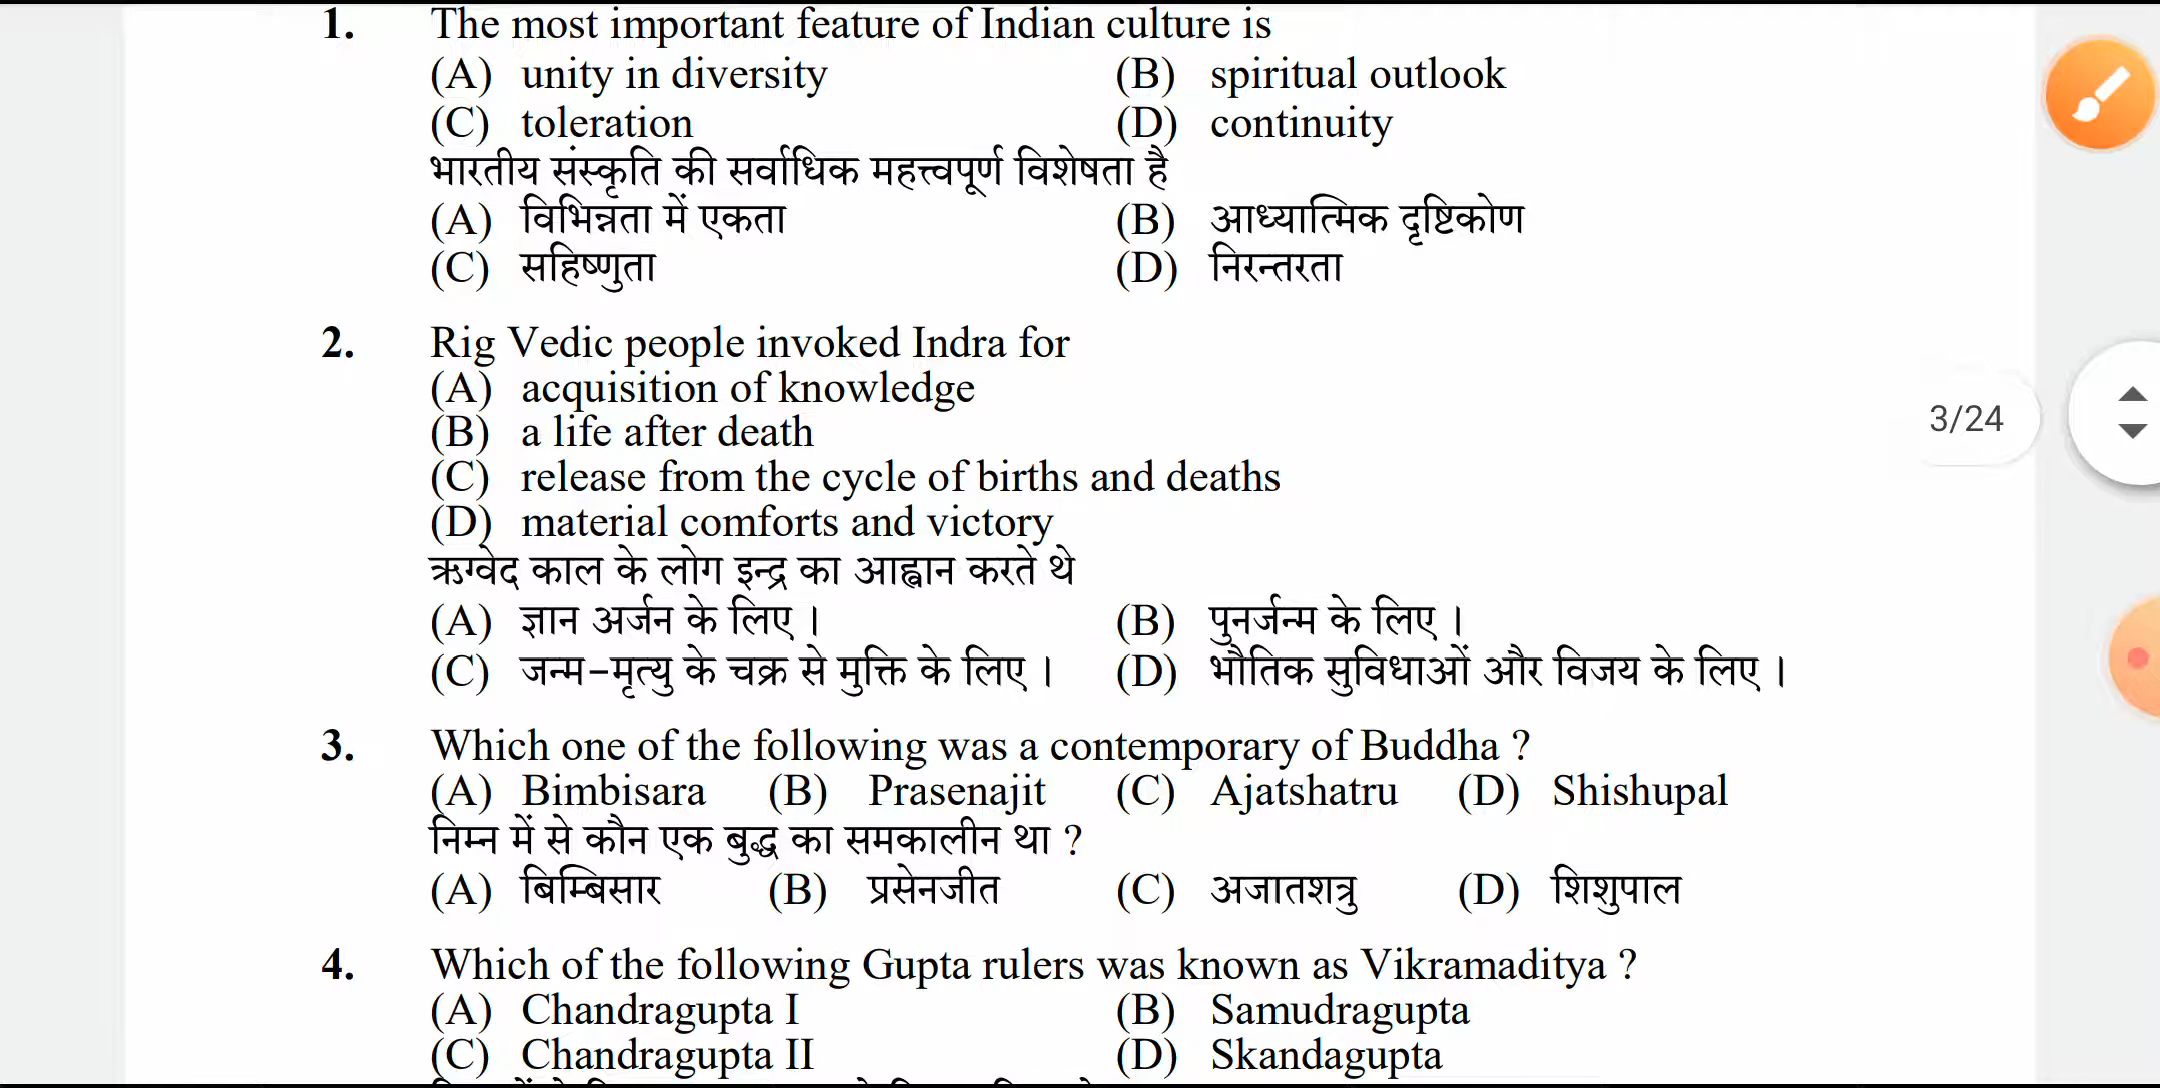 1. The most important feature of Indian culture is
(A) unity in diversity (B) spiritual outlook
(C) toleration (D) continuity
भारतीय संस्कृति की सर्वाधिक महत्त्वपूर्ण विशेषता है
(A) विभिन्नता में एकता (B) आध्यात्मिक दृष्टिकोण
(C) सहिष्णुता (D) निरन्तरता
2. Rig Vedic people invoked Indra for
(A) acquisition of knowledge
(B) a life after death
(C) release from the cycle of births and deaths
(D) material comforts and victory
ऋग्वेद काल के लोग इन्द्र का आह्वान करते थे
(A) ज्ञान अर्जन के लिए । (B) पुनर्जन्म के लिए ।
(C) जन्म-मृत्यु के चक्र से मुक्ति के लिए । (D) भौतिक सुविधाओं और विजय के लिए ।
3. Which one of the following was a contemporary of Buddha ?
(A) Bimbisara (B) Prasenajit (C) Ajatshatru (D) Shishupal
निम्न में से कौन एक बुद्ध का समकालीन था ?
(A) बिम्बिसार (B) प्रसेनजीत (C) अजातशत्रु (D) शिशुपाल
4. Which of the following Gupta rulers was known as Vikramaditya ?
(A) Chandragupta I (B) Samudragupta
(C) Chandragupta II (D) Skandagupta
3/24